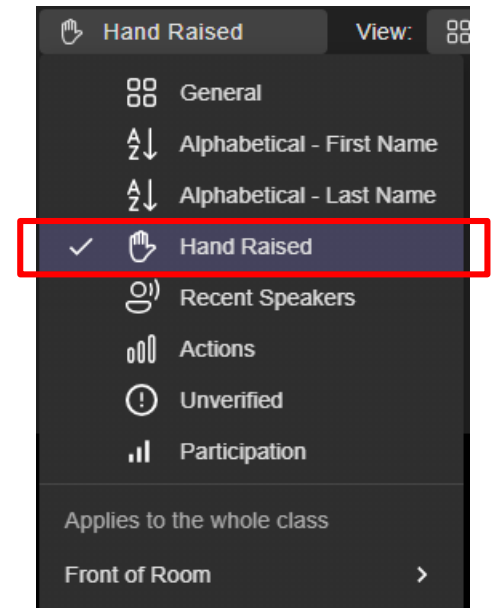 Hand Raised View:
General
Alphabetical - First Name
Alphabetical - Last Name
Hand Raised
Recent Speakers
Actions
Unverified
Participation
Applies to the whole class
Front of Room